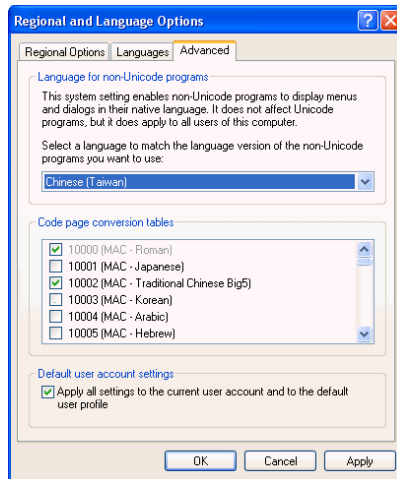 Regional and Language Options
Regional Options Languages Advanced
Language for non-Unicode programs
This system setting enables non-Unicode programs to display menus
and dialogs in their native language. It does not affect Unicode
programs, but it does apply to all users of this computer.
Select a language to match the language version of the non-Unicode
programs you want to use:
Chinese (Taiwan)
Code page conversion tables
10000 (MAC - Roman)
10001 (MAC - Japanese)
10002 (MAC - Traditional Chinese Big5)
10003 (MAC - Korean)
10004 (MAC - Arabic)
10005 (MAC - Hebrew)
Default user account settings
Apply all settings to the current user account and to the default
user profile
OK Cancel Apply